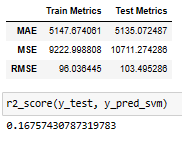 Train Metrics Test Metrics
MAE 5147.674061 5135.072487
MSE 9222.998808 10711.274286
RMSE 96.036445 103.495286
r2_score(y_test, y_pred_svm)
0.16757430787319783